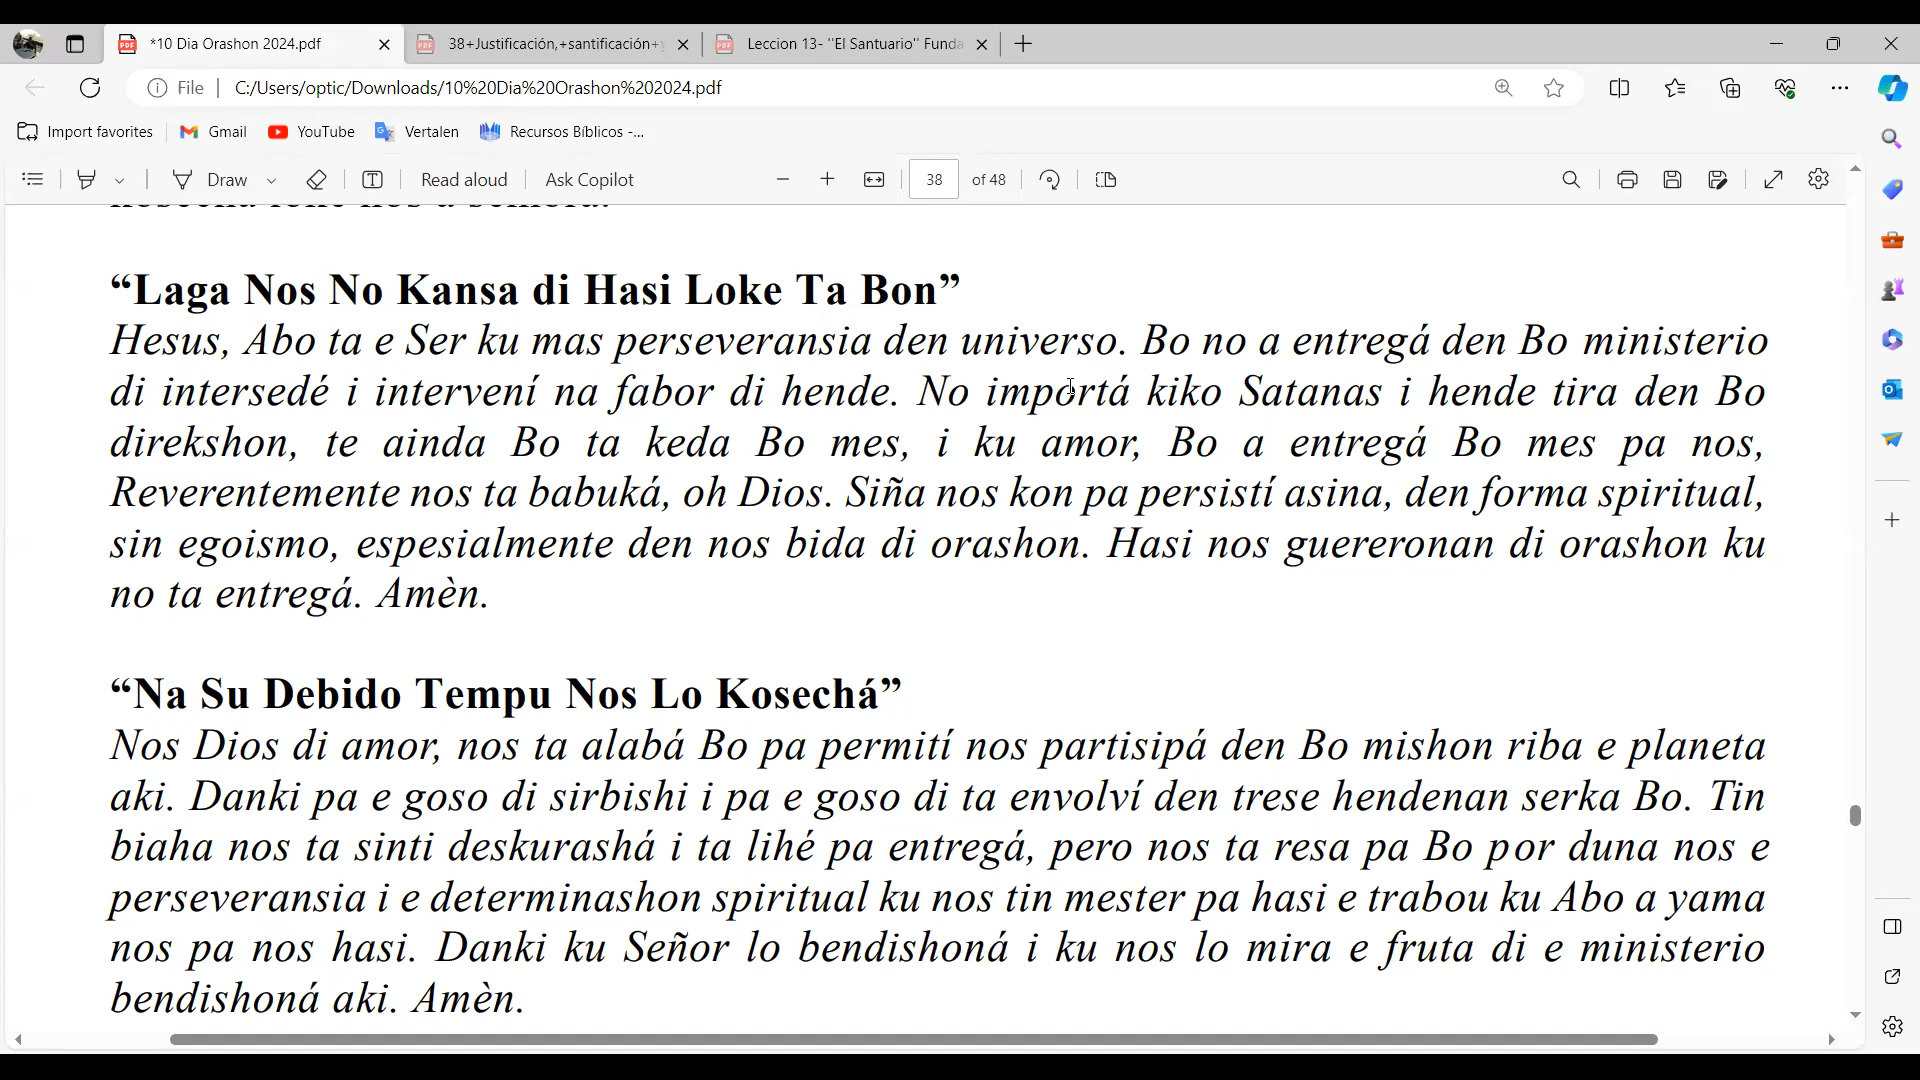 *10 Dia Orashon 2024.pdf
38+Justificación,+santificación+y
Leccion 13- "El Santuario" Funda
File
C:/Users/optic/Downloads/10%20Dia%20Orashon%202024.pdf
Import favorites
Gmail
YouTube
Vertalen
Recursos Bíblicos -...
Draw
Read aloud
Ask Copilot
38
of 48
“Laga Nos No Kansa di Hasi Loke Ta Bon”
Hesus, Abo ta e Ser ku mas perseveransia den universo. Bo no a entregá den Bo ministerio
di intersedé i intervení na fabor di hende. No importá kiko Satanas i hende tira den Bo
direkshon, te ainda Bo ta keda Bo mes, i ku amor, Bo a entregá Bo mes pa nos,
Reverentemente nos ta babuká, oh Dios. Siña nos kon pa persistí asina, den forma spiritual,
sin egoismo, espesialmente den nos bida di orashon. Hasi nos guereronan di orashon ku
no ta entregá. Amèn.
“Na Su Debido Tempu Nos Lo Kosechá”
Nos Dios di amor, nos ta alabá Bo pa permití nos partisipá den Bo mishon riba e planeta
aki. Danki pa e goso di sirbishi i pa e goso di ta envolví den trese hendenan serka Bo. Tin
biaha nos ta sinti deskurashá i ta lihé pa entregá, pero nos ta resa pa Bo por duna nos e
perseveransia i e determinashon spiritual ku nos tin mester pa hasi e trabou ku Abo a yama
nos pa nos hasi. Danki ku Señor lo bendishoná i ku nos lo mira e fruta di e ministerio
bendishoná aki. Amèn.